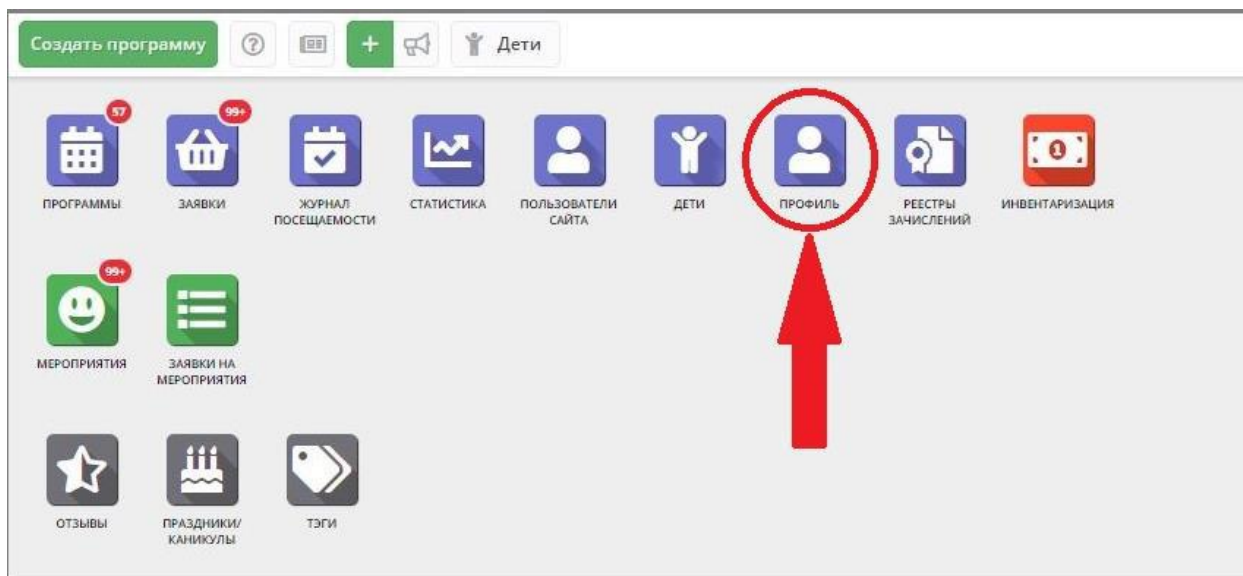 Создать программу
Дети
57
99+
ПРОГРАММЫ
ЗАЯВКИ
ЖУРНАЛ
ПОСЕЩАЕМОСТИ
СТАТИСТИКА
ПОЛЬЗОВАТЕЛИ
САЙТА
ДЕТИ
ПРОФИЛЬ
РЕЕСТРЫ
ЗАЧИСЛЕНИЙ
1
ИНВЕНТАРИЗАЦИЯ
99+
МЕРОПРИЯТИЯ
ЗАЯВКИ НА
МЕРОПРИЯТИЯ
ОТЗЫВЫ
ПРАЗДНИКИ/
КАНИКУЛЫ
ТЭГИ